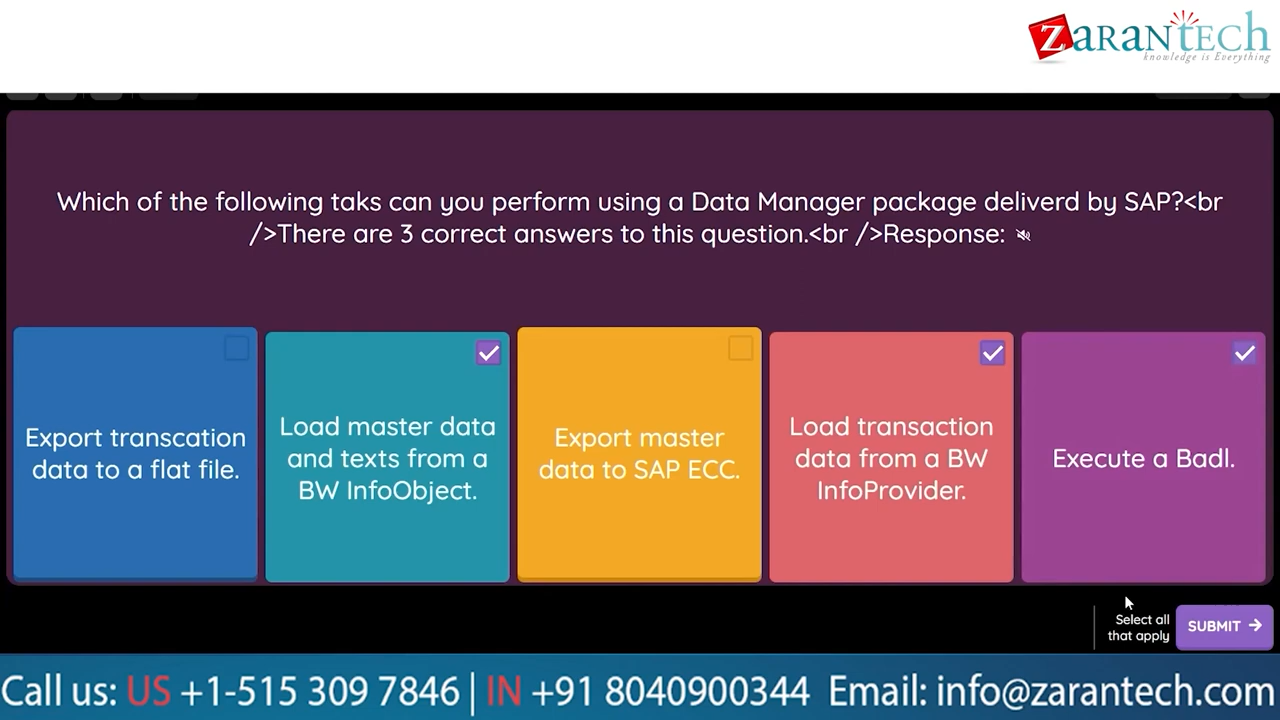 ZARANTECH
knowledge is Everything
Which of the following taks can you perform using a Data Manager package deliverd by SAP?<br
/>There are 3 correct answers to this question.<br />Response:
Export transcation
data to a flat file.
Load master data
and texts from a
BW InfoObject.
Export master
data to SAP ECC.
Load transaction
data from a BW
InfoProvider.
Execute a Badl.
Select all
that apply
SUBMIT
Call us: US +1-515 309 7846 | IN +91 8040900344 Email: info@zarantech.com